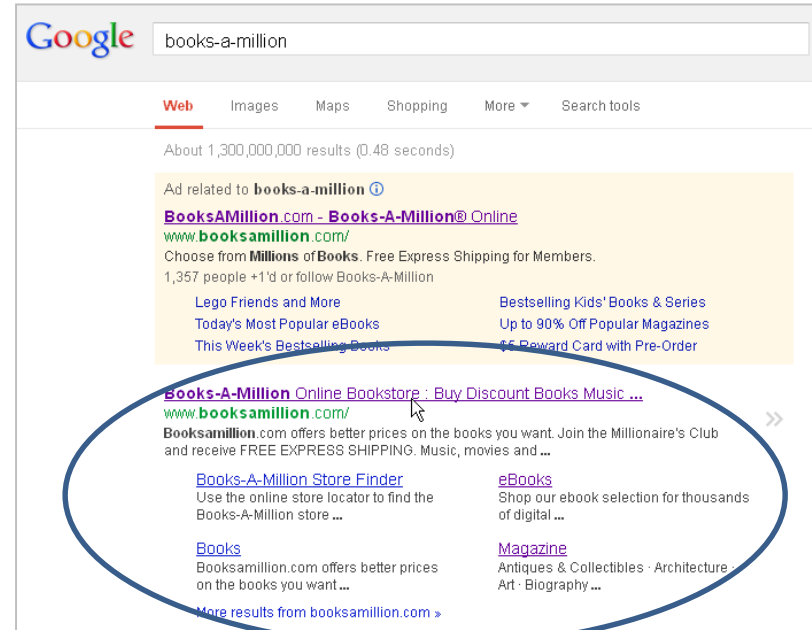 Google books-a-million
Web Images Maps Shopping More Search tools
About 1,300,000,000 results (0.48 seconds)
Ad related to books-a-million
BooksAMillion.com - Books-A-Million® Online
www.booksamillion.com/
Choose from Millions of Books. Free Express Shipping for Members.
1,357 people +1'd or follow Books-A-Million
Lego Friends and More
Bestselling Kids' Books & Series
Today's Most Popular eBooks
Up to 90% Off Popular Magazines
This Week's Bestselling Books
$5 Reward Card with Pre-Order
Books-A-Million Online Bookstore : Buy Discount Books Music ...
www.booksamillion.com/
Booksamillion.com offers better prices on the books you want. Join the Millionaire's Club
and receive FREE EXPRESS SHIPPING. Music, movies and ...
Books-A-Million Store Finder
Use the online store locator to find the
Books-A-Million store ...
eBooks
Shop our ebook selection for thousands
of digital ...
Books
Booksamillion.com offers better prices
on the books you want ...
Magazine
Antiques & Collectibles · Architecture ·
Art · Biography ...
More results from booksamillion.com »